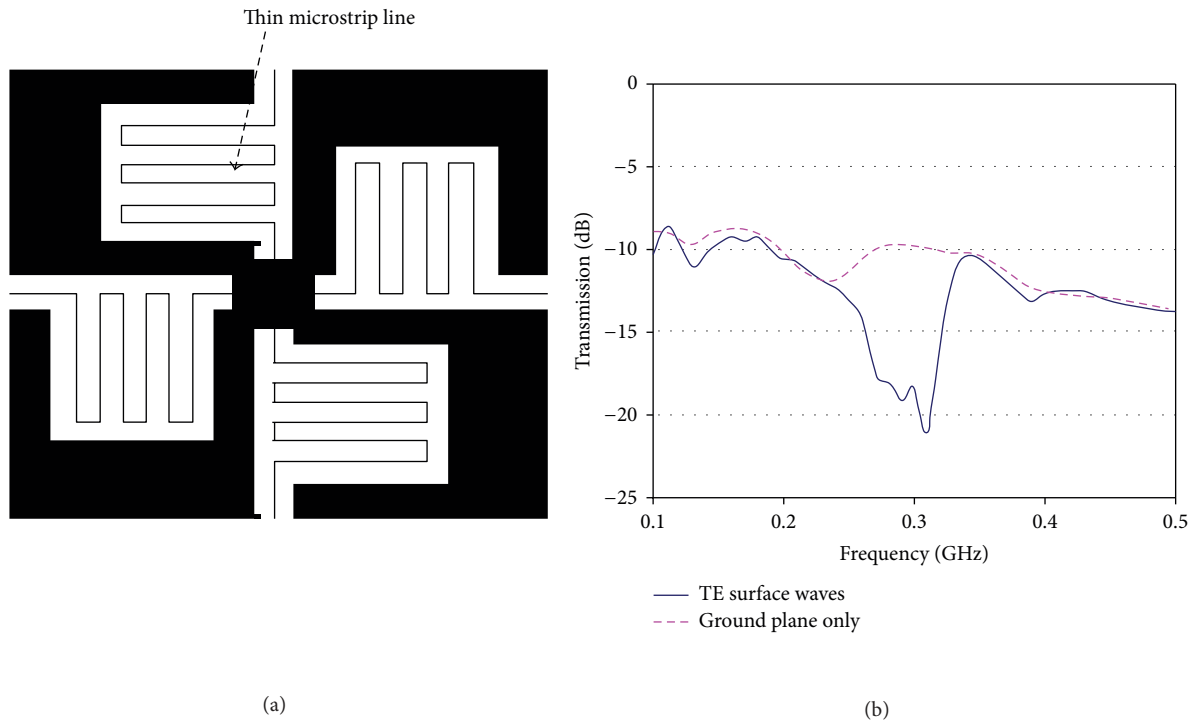 Thin microstrip line
0
−5
−10
−15
−20
−25
Transmission (dB)
0.1 0.2 0.3 0.4 0.5
Frequency (GHz)
TE surface waves
Ground plane only
(a) (b)